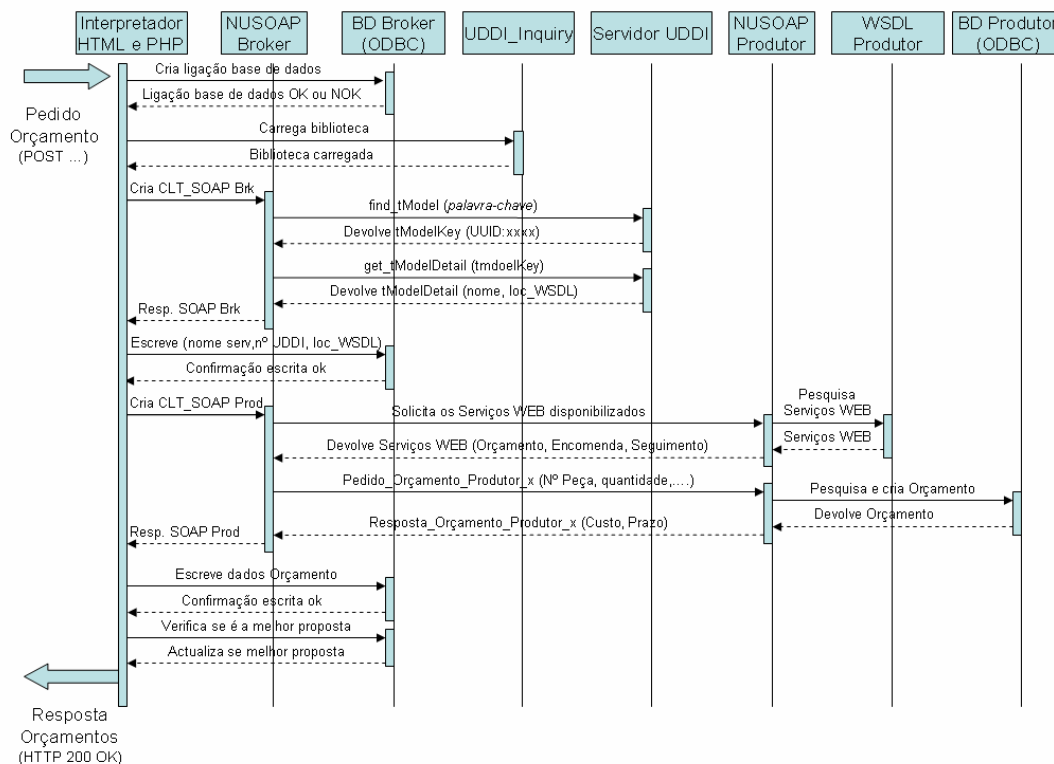 Interpretador
HTML e PHP
NUSOAP
Broker
BD Broker
(ODBC)
UDDI_Inquiry
Servidor UDDI
NUSOAP
Produtor
WSDL
Produtor
BD Produtor
(ODBC)
Pedido
Orçamento
(POST ...)
Cria ligação base de dados
Ligação base de dados OK ou NOK
Carrega biblioteca
Biblioteca carregada
Cria CLT_SOAP Brk
find_tModel (palavra-chave)
Devolve tModelKey (UUID:xxxx)
get_tModelDetail (tmdoelKey)
Devolve tModelDetail (nome, loc_WSDL)
Resp. SOAP Brk
Escreve (nome serv,nº UDDI, loc_WSDL)
Confirmação escrita ok
Cria CLT_SOAP Prod
Solicita os Serviços WEB disponibilizados
Pesquisa
Serviços WEB
Serviços WEB
Devolve Serviços WEB (Orçamento, Encomenda, Seguimento)
Pedido_Orçamento_Produtor_x (Nº Peça, quantidade,....)
Pesquisa e cria Orçamento
Devolve Orçamento
Resposta_Orçamento_Produtor_x (Custo, Prazo)
Resp. SOAP Prod
Escreve dados Orçamento
Confirmação escrita ok
Verifica se é a melhor proposta
Actualiza se melhor proposta
Resposta
Orçamentos
(HTTP 200 OK)